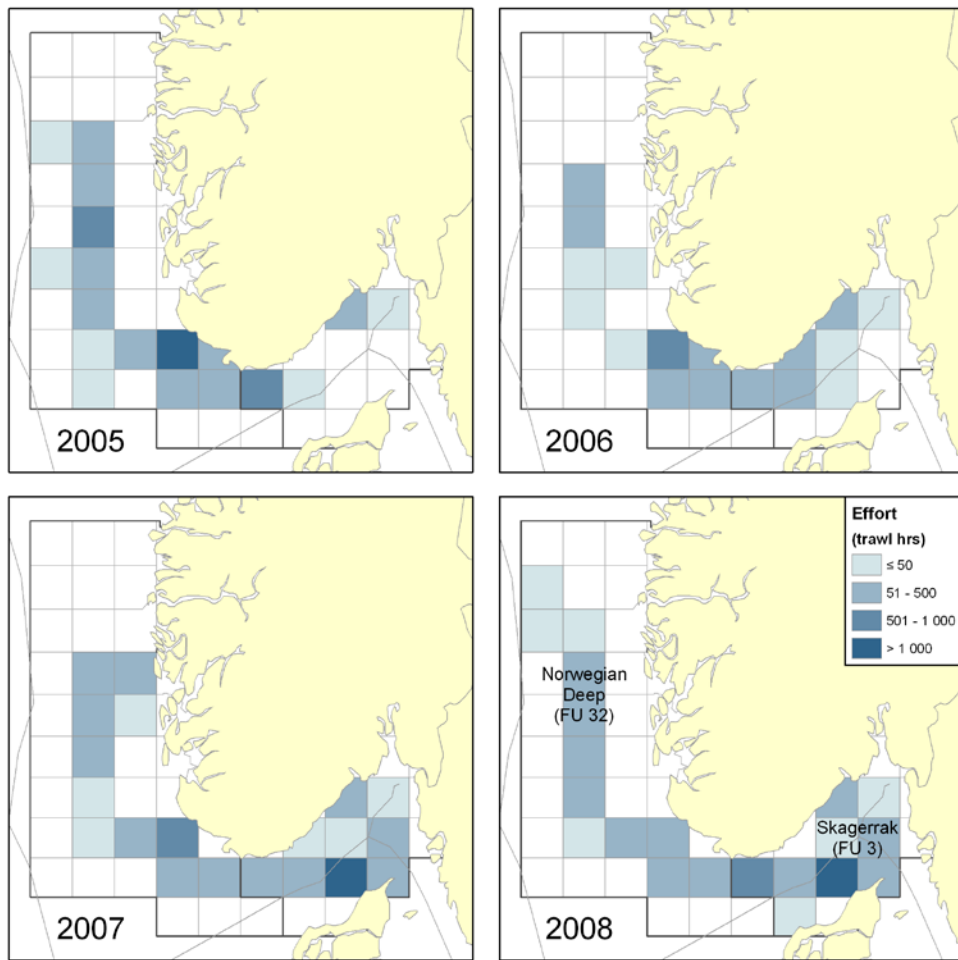 2005
2006
2007
2008
Effort
(trawl hrs)
≤ 50
51 - 500
501 - 1 000
> 1 000
Norwegian
Deep
(FU 32)
Skagerrak
(FU 3)